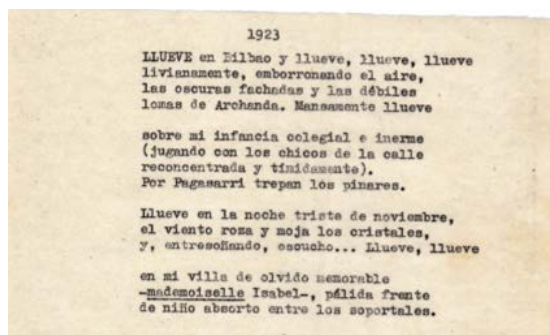 1923
LLUEVE en Bilbao y llueve, llueve, llueve
livianamente, emborronando el aire,
las oscuras fachadas y las débiles
lomas de Archanda. Mansamente llueve
sobre mi infancia colegial e inerme
(jugando con los chicos de la calle
reconcentrada y tímidamente).
Por Pagasarri trepan los pinares.
Llueve en la noche triste de noviembre,
el viento roza y moja los cristales,
y, entresoñando, escucho... Llueve, llueve
en mi villa de olvido memorable
-mademoiselle Isabel-, pálida frente
de niño absorto entre los soportales.